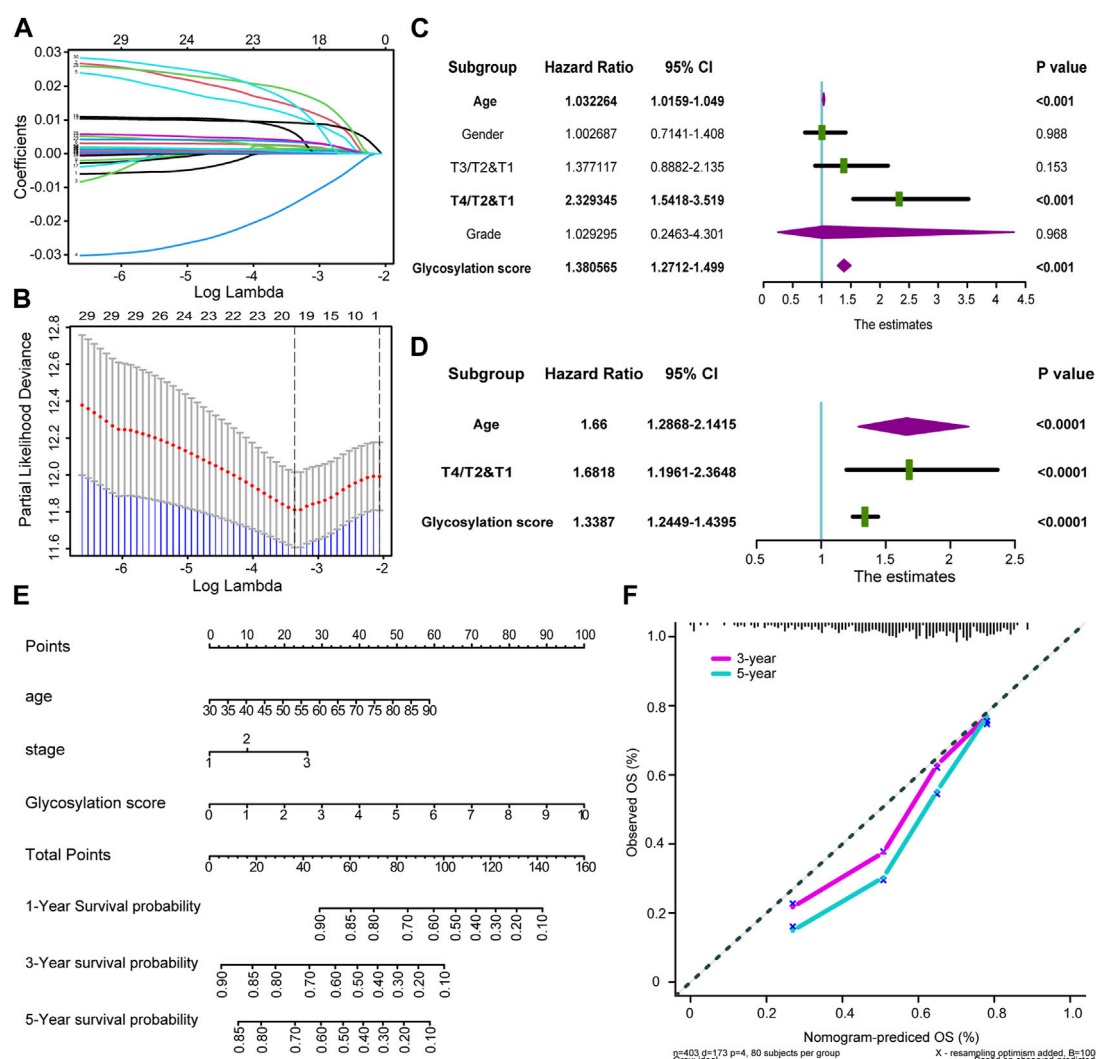 A
29 24 23 18 0
0.03
0.02
0.01
0.00
-0.01
-0.02
-0.03
Coefficients
-6 -5 -4 -3 -2
Log Lambda
B
29 29 29 26 24 23 22 23 20 19 15 10 1
12.8
12.4
12.2
12.0
11.8
11.6
Partial Likelihood Deviance
-6 -5 -4 -3 -2
Log Lambda
C
Subgroup Hazard Ratio 95% CI P value
Age 1.032264 1.0159-1.049 <0.001
Gender 1.002687 0.7141-1.408 0.988
T3/T2&T1 1.377117 0.8882-2.135 0.153
T4/T2&T1 2.329345 1.5418-3.519 <0.001
Grade 1.029295 0.2463-4.301 0.968
Glycosylation score 1.380565 1.2712-1.499 <0.001
0 0.5 1 1.5 2 2.5 3 3.5 4 4.5
The estimates
D
Subgroup Hazard Ratio 95% CI P value
Age 1.66 1.2868-2.1415 <0.0001
T4/T2&T1 1.6818 1.1961-2.3648 <0.0001
Glycosylation score 1.3387 1.2449-1.4395 <0.0001
0.5 1 1.5 2 2.5
The estimates
E
Points 0 10 20 30 40 50 60 70 80 90 100
age
30 35 40 45 50 55 60 65 70 75 80 85 90
2
stage
1 3
Glycosylation score
0 1 2 3 4 5 6 7 8 9 10
Total Points
0 20 40 60 80 100 120 140 160
1-Year Survival probability
0.90 0.85 0.80 0.70 0.60 0.50 0.40 0.30 0.20 0.10
3-Year survival probability
0.90 0.85 0.80 0.70 0.60 0.50 0.40 0.30 0.20 0.10
5-Year survival probability
0.85 0.80 0.70 0.60 0.50 0.40 0.30 0.20 0.10
F
3-year
5-year
1.0
0.8
0.6
0.4
0.2
0
Observed OS (%)
0 0.2 0.4 0.6 0.8 1.0
Nomogram-prediced OS (%)
n=403 d=173 p=4, 80 subjects per group
X - resampling optimism added, B=100